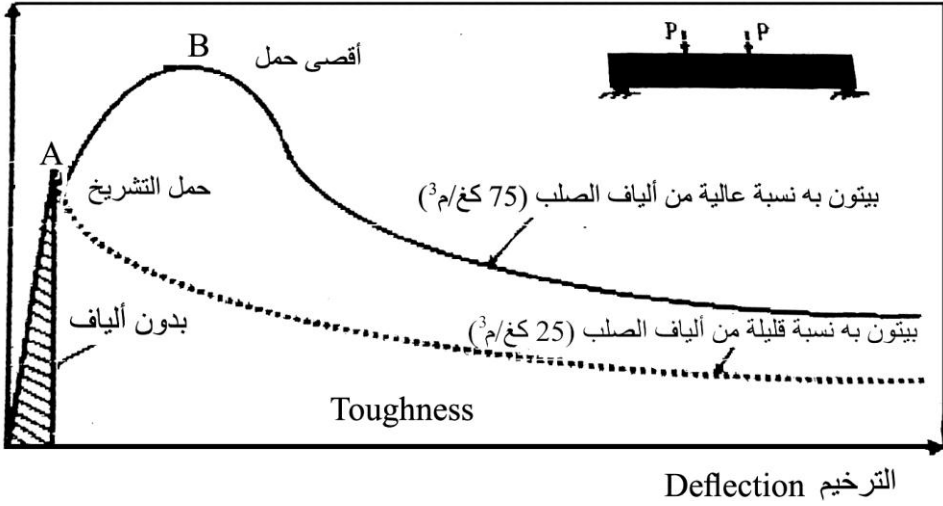 B
أقصى حمل
P P
A
حمل التشريخ
بيتون به نسبة عالية من ألياف الصلب (75 كغ/م³)
بدون ألياف
بيتون به نسبة قليلة من ألياف الصلب (25 كغ/م³)
Toughness
الترخيم Deflection